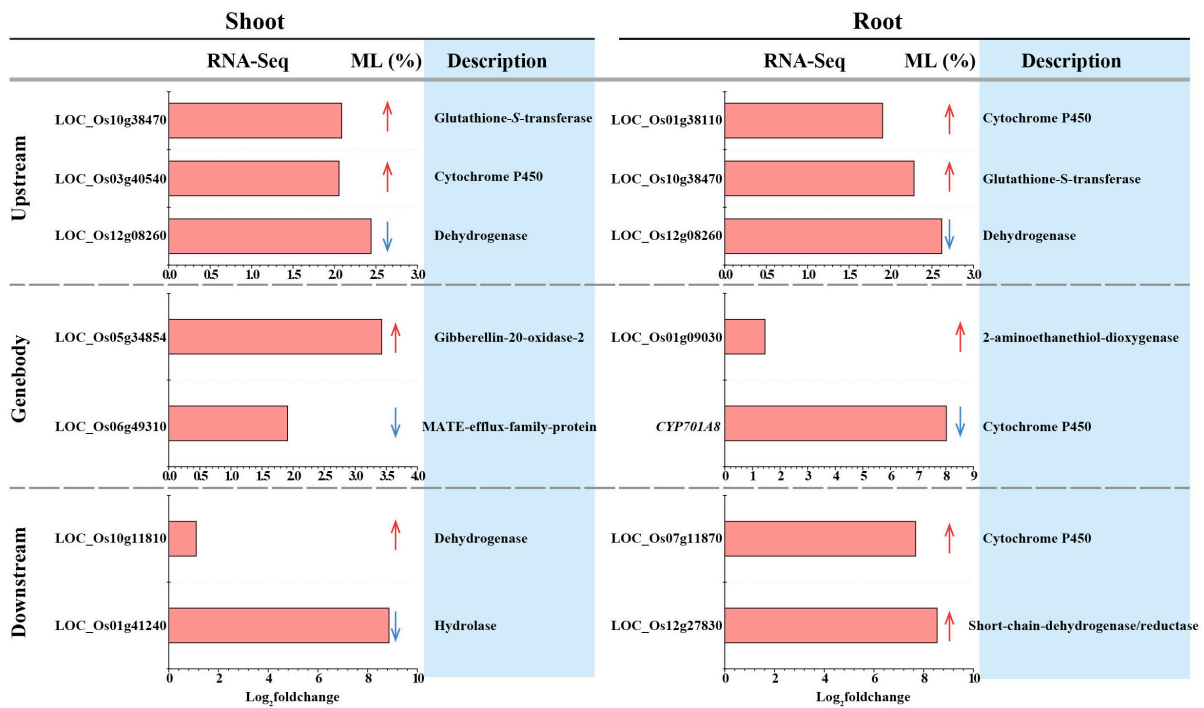 Shoot
Root
RNA-Seq ML (%) Description
RNA-Seq ML (%) Description
Upstream
LOC_Os10g38470 Glutathione-S-transferase
LOC_Os03g40540 Cytochrome P450
LOC_Os12g08260 Dehydrogenase
0.0 0.5 1.0 1.5 2.0 2.5 3.0
LOC_Os01g38110 Cytochrome P450
LOC_Os10g38470 Glutathione-S-transferase
LOC_Os12g08260 Dehydrogenase
0.0 0.5 1.0 1.5 2.0 2.5 3.0
Genebody
LOC_Os05g34854 Gibberellin-20-oxidase-2
LOC_Os06g49310 MATE-efflux-family-protein
0.0 0.5 1.0 1.5 2.0 2.5 3.0 3.5 4.0
LOC_Os01g09030 2-aminoethanethiol-dioxygenase
CYP701A8 Cytochrome P450
0 1 2 3 4 5 6 7 8 9
Downstream
LOC_Os10g11810 Dehydrogenase
LOC_Os01g41240 Hydrolase
0 2 4 6 8 10
Log2foldchange
LOC_Os07g11870 Cytochrome P450
LOC_Os12g27830 Short-chain-dehydrogenase/reductase
0 2 4 6 8 10
Log2foldchange